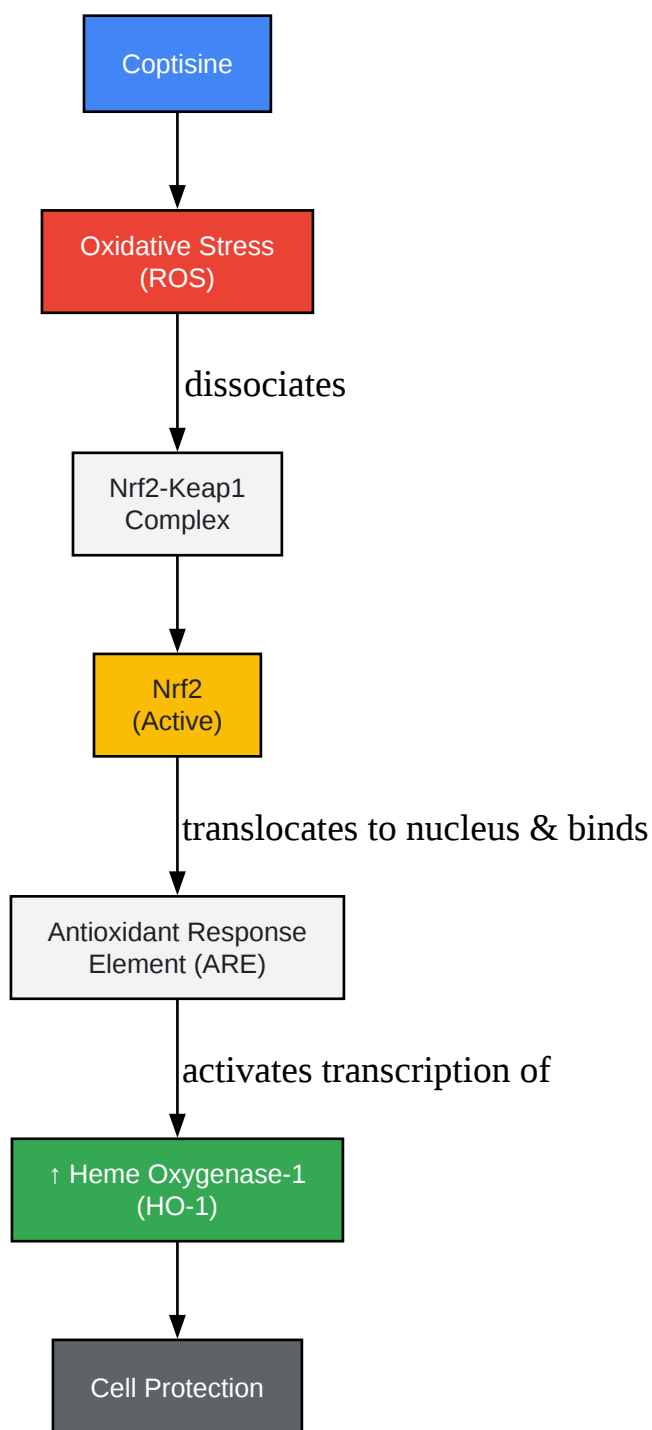 Coptisine
Oxidative Stress
(ROS)
dissociates
Nrf2-Keap1
Complex
Nrf2
(Active)
translocates to nucleus & binds
Antioxidant Response
Element (ARE)
activates transcription of
↑ Heme Oxygenase-1
(HO-1)
Cell Protection